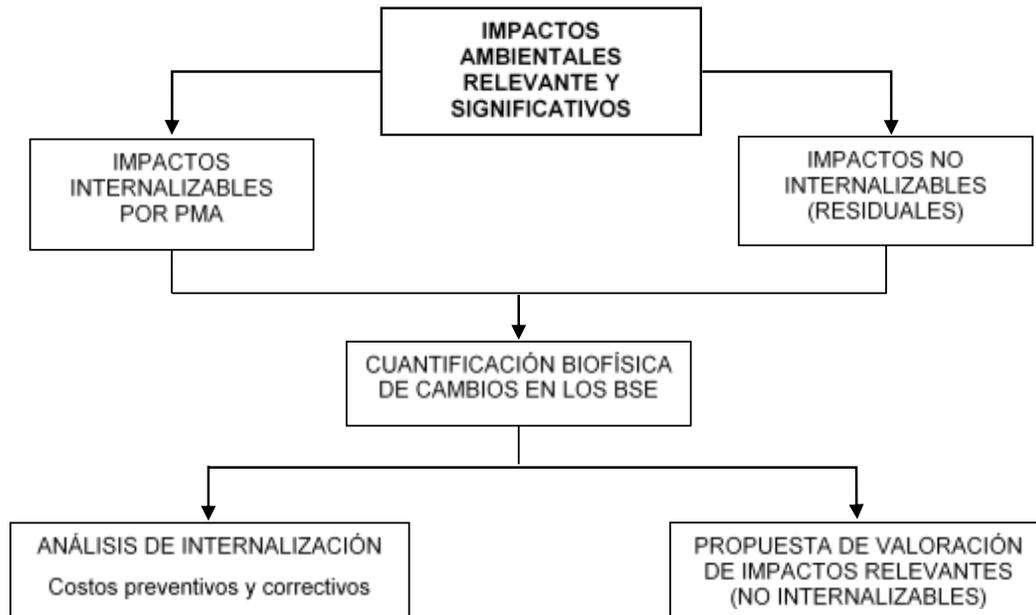 IMPACTOS
AMBIENTALES
RELEVANTE Y
SIGNIFICATIVOS
IMPACTOS
INTERNALIZABLES
POR PMA
IMPACTOS NO
INTERNALIZABLES
(RESIDUALES)
CUANTIFICACIÓN BIOFÍSICA
DE CAMBIOS EN LOS BSE
ANÁLISIS DE INTERNALIZACIÓN
Costos preventivos y correctivos
PROPUESTA DE VALORACIÓN
DE IMPACTOS RELEVANTES
(NO INTERNALIZABLES)